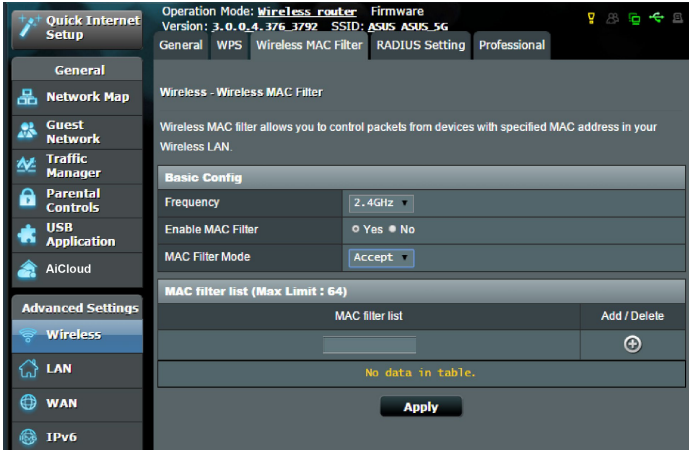 Quick Internet
Setup
Operation Mode: Wireless router Firmware
Version: 3.0.0.4.376_3792 SSID: ASUS ASUS_5G
General WPS Wireless MAC Filter RADIUS Setting Professional
General
Network Map
Guest
Network
Traffic
Manager
Parental
Controls
USB
Application
AiCloud
Advanced Settings
Wireless
LAN
WAN
IPv6
Wireless - Wireless MAC Filter
Wireless MAC filter allows you to control packets from devices with specified MAC address in your
Wireless LAN.
Basic Config
Frequency 2.4GHz
Enable MAC Filter Yes No
MAC Filter Mode Accept
MAC filter list (Max Limit : 64)
MAC filter list Add / Delete
No data in table.
Apply